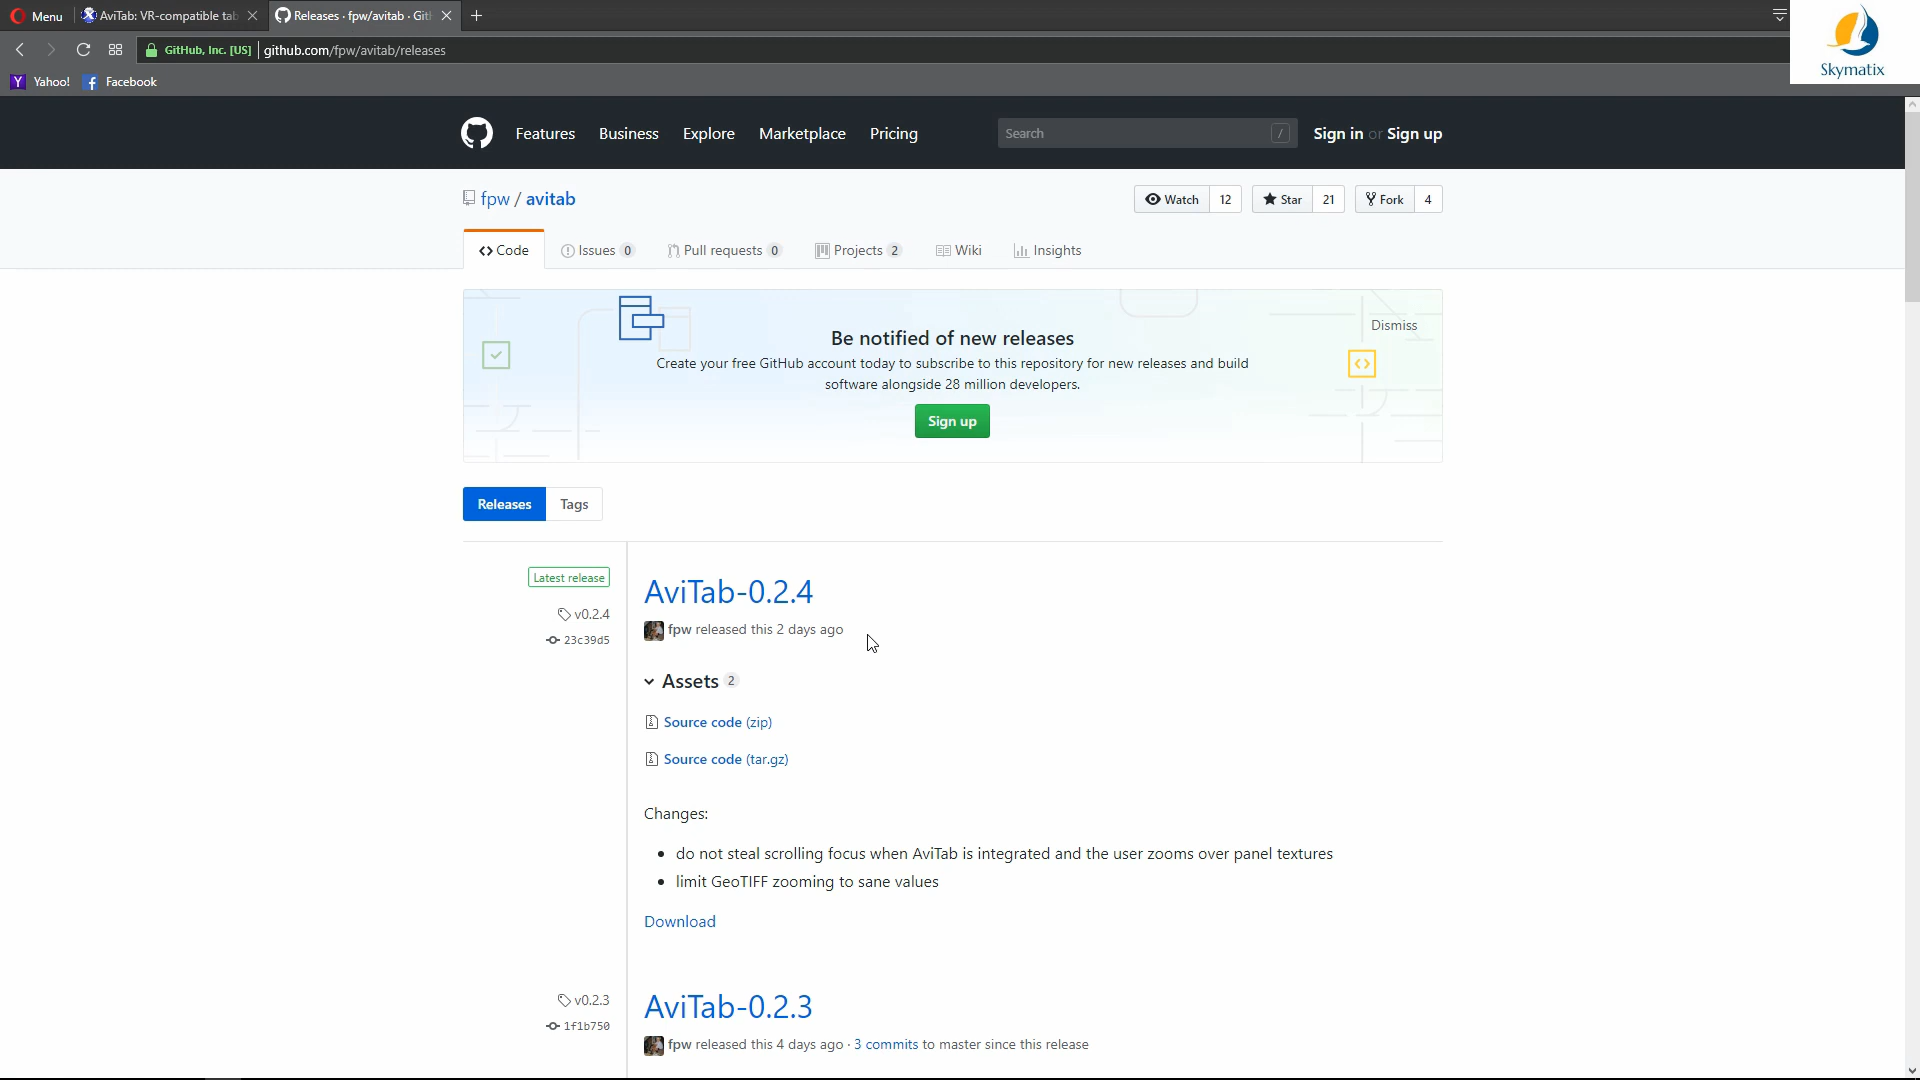 Menu
AviTab: VR-compatible tab
Releases · fpw/avitab · Git
GitHub, Inc. [US]
github.com/fpw/avitab/releases
Skymatix
Yahoo!
Facebook
Features
Business
Explore
Marketplace
Pricing
Search
/
Sign in or Sign up
fpw / avitab
Watch 12
Star 21
Fork 4
Code
Issues 0
Pull requests 0
Projects 2
Wiki
Insights
Be notified of new releases
Dismiss
Create your free GitHub account today to subscribe to this repository for new releases and build
software alongside 28 million developers.
Sign up
Releases
Tags
Latest release
v0.2.4
23c39d5
AviTab-0.2.4
fpw released this 2 days ago
Assets 2
Source code (zip)
Source code (tar.gz)
Changes:
• do not steal scrolling focus when AviTab is integrated and the user zooms over panel textures
• limit GeoTIFF zooming to sane values
Download
v0.2.3
1f1b750
AviTab-0.2.3
fpw released this 4 days ago · 3 commits to master since this release